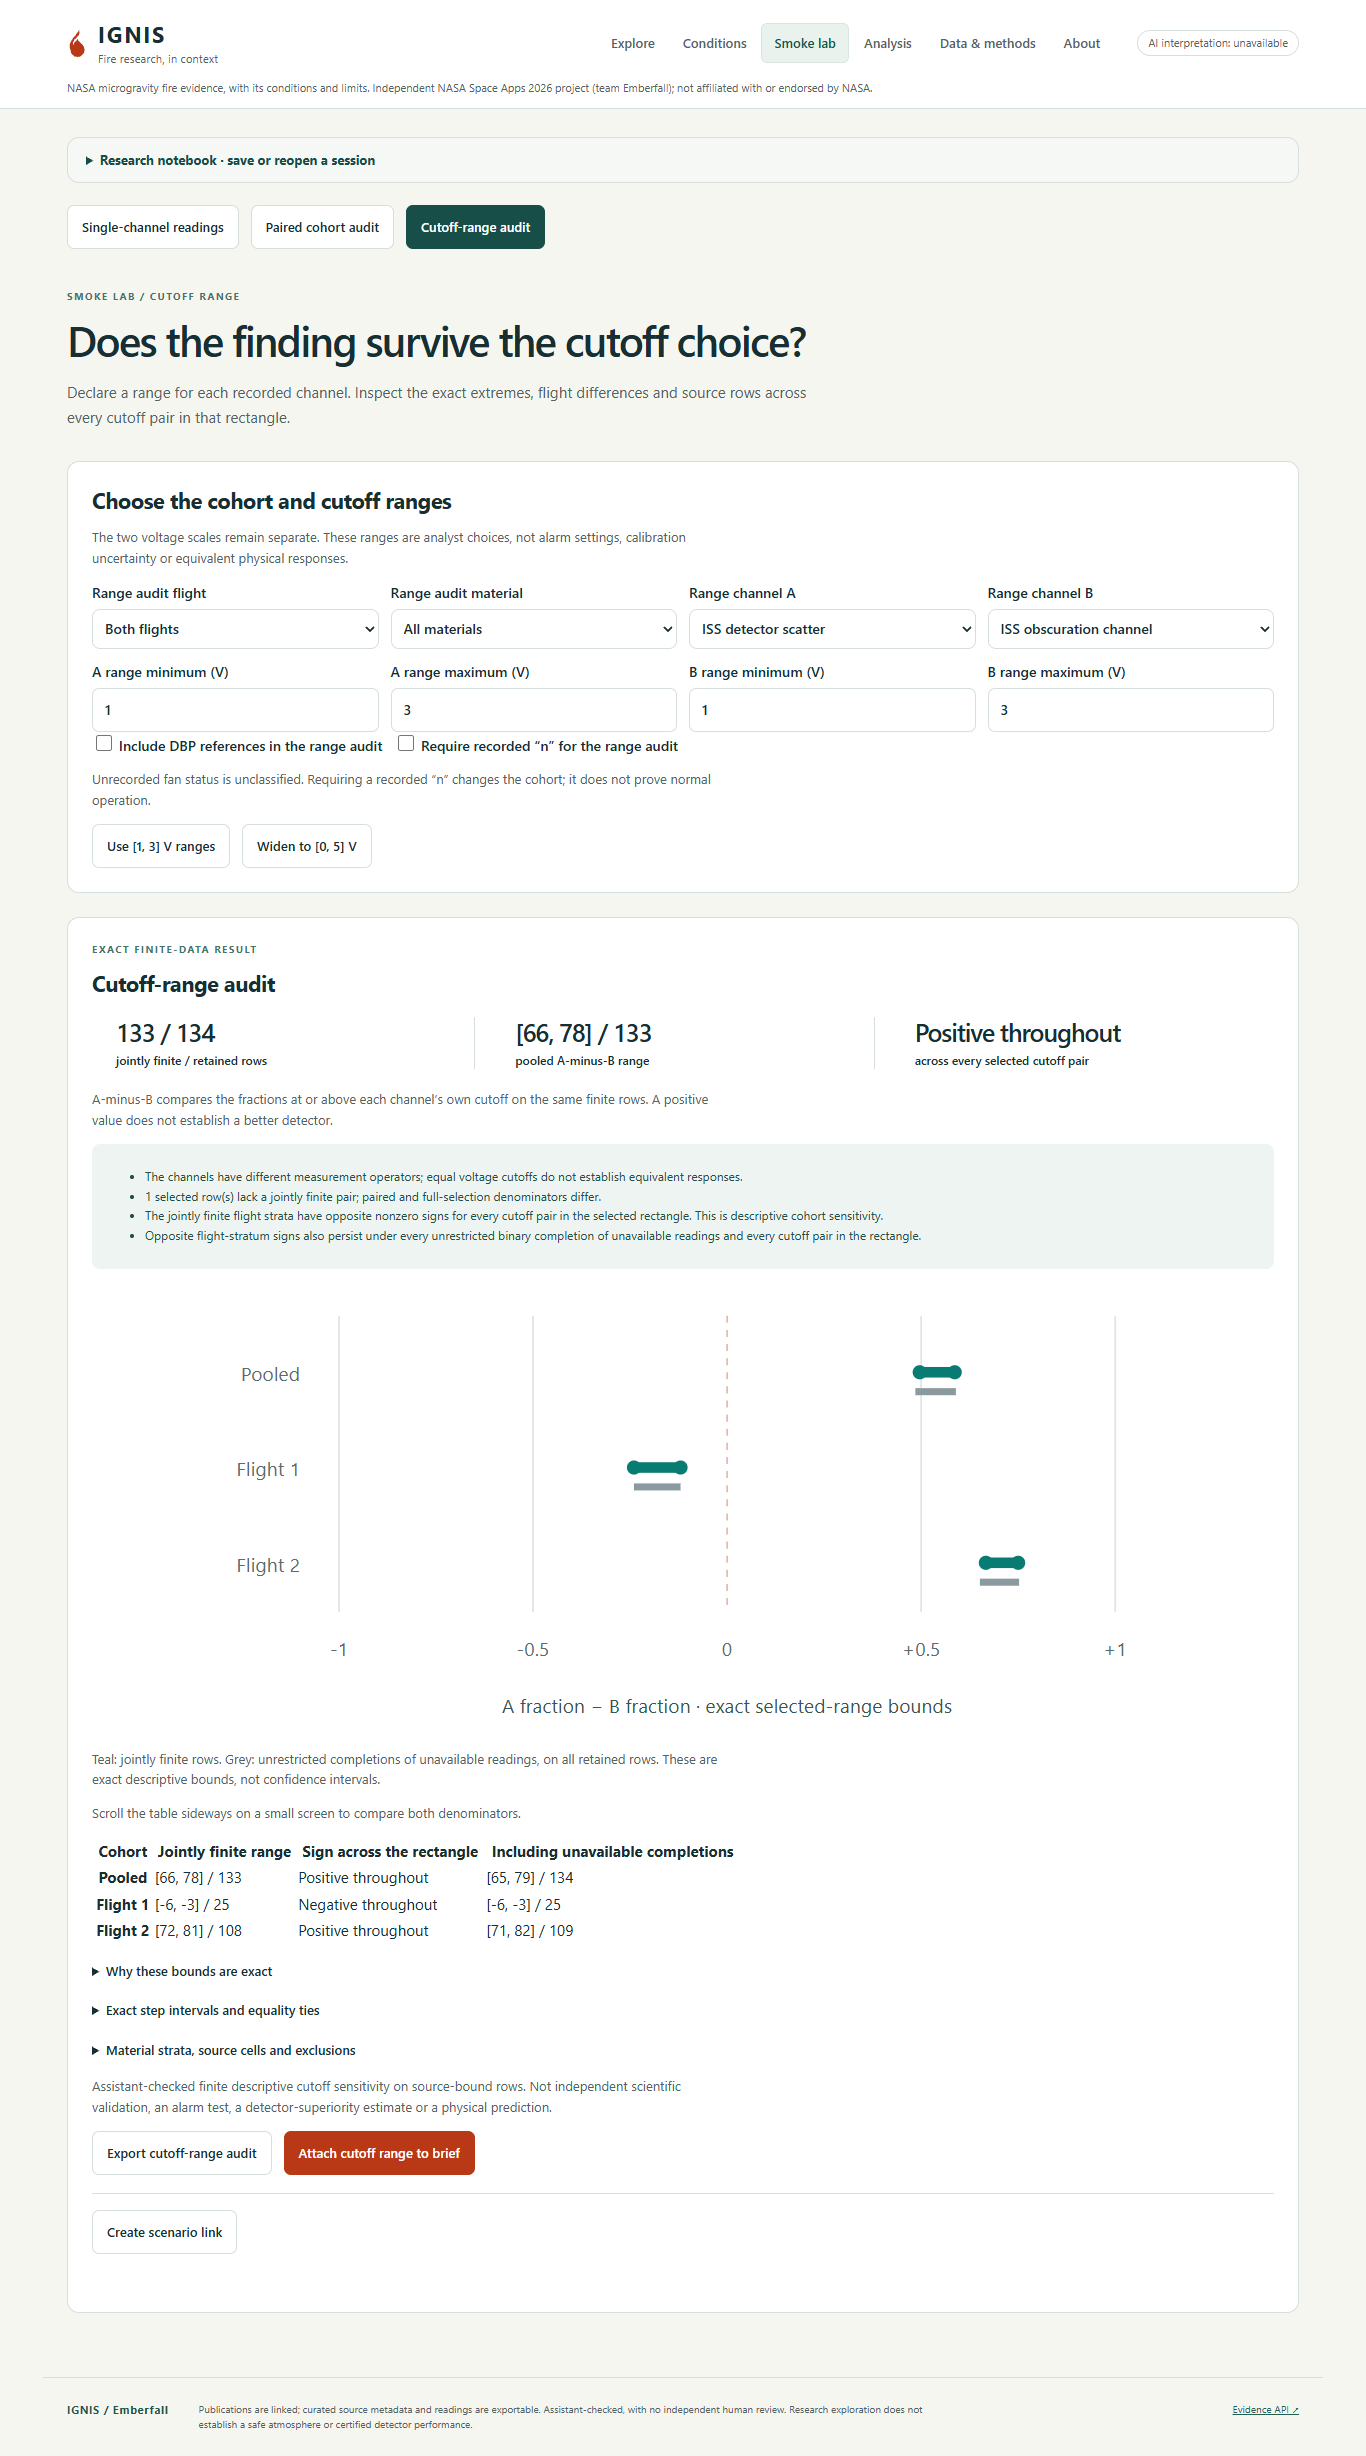 IGNIS
Fire research, in context
Explore
Conditions
Smoke lab
Analysis
Data & methods
About
AI interpretation: unavailable
NASA microgravity fire evidence, with its conditions and limits. Independent NASA Space Apps 2026 project (team Emberfall); not affiliated with or endorsed by NASA.
Research notebook · save or reopen a session
Single-channel readings
Paired cohort audit
Cutoff-range audit
SMOKE LAB / CUTOFF RANGE
Does the finding survive the cutoff choice?
Declare a range for each recorded channel. Inspect the exact extremes, flight differences and source rows across
every cutoff pair in that rectangle.
Choose the cohort and cutoff ranges
The two voltage scales remain separate. These ranges are analyst choices, not alarm settings, calibration
uncertainty or equivalent physical responses.
Range audit flight
Range audit material
Range channel A
Range channel B
Both flights
All materials
ISS detector scatter
ISS obscuration channel
A range minimum (V)
A range maximum (V)
B range minimum (V)
B range maximum (V)
1
3
1
3
Include DBP references in the range audit
Require recorded “n” for the range audit
Unrecorded fan status is unclassified. Requiring a recorded “n” changes the cohort; it does not prove normal
operation.
Use [1, 3] V ranges
Widen to [0, 5] V
EXACT FINITE-DATA RESULT
Cutoff-range audit
133 / 134
jointly finite / retained rows
[66, 78] / 133
pooled A-minus-B range
Positive throughout
across every selected cutoff pair
A-minus-B compares the fractions at or above each channel's own cutoff on the same finite rows. A positive
value does not establish a better detector.
• The channels have different measurement operators; equal voltage cutoffs do not establish equivalent responses.
• 1 selected row(s) lack a jointly finite pair; paired and full-selection denominators differ.
• The jointly finite flight strata have opposite nonzero signs for every cutoff pair in the selected rectangle. This is descriptive cohort sensitivity.
• Opposite flight-stratum signs also persist under every unrestricted binary completion of unavailable readings and every cutoff pair in the rectangle.
Pooled
Flight 1
Flight 2
-1
-0.5
0
+0.5
+1
A fraction − B fraction · exact selected-range bounds
Teal: jointly finite rows. Grey: unrestricted completions of unavailable readings, on all retained rows. These are
exact descriptive bounds, not confidence intervals.
Scroll the table sideways on a small screen to compare both denominators.
Cohort Jointly finite range Sign across the rectangle Including unavailable completions
Pooled [66, 78] / 133 Positive throughout [65, 79] / 134
Flight 1 [-6, -3] / 25 Negative throughout [-6, -3] / 25
Flight 2 [72, 81] / 108 Positive throughout [71, 82] / 109
Why these bounds are exact
Exact step intervals and equality ties
Material strata, source cells and exclusions
Assistant-checked finite descriptive cutoff sensitivity on source-bound rows. Not independent scientific
validation, an alarm test, a detector-superiority estimate or a physical prediction.
Export cutoff-range audit
Attach cutoff range to brief
Create scenario link
IGNIS / Emberfall
Publications are linked; curated source metadata and readings are exportable. Assistant-checked, with no independent human review. Research exploration does not
establish a safe atmosphere or certified detector performance.
Evidence API ↗